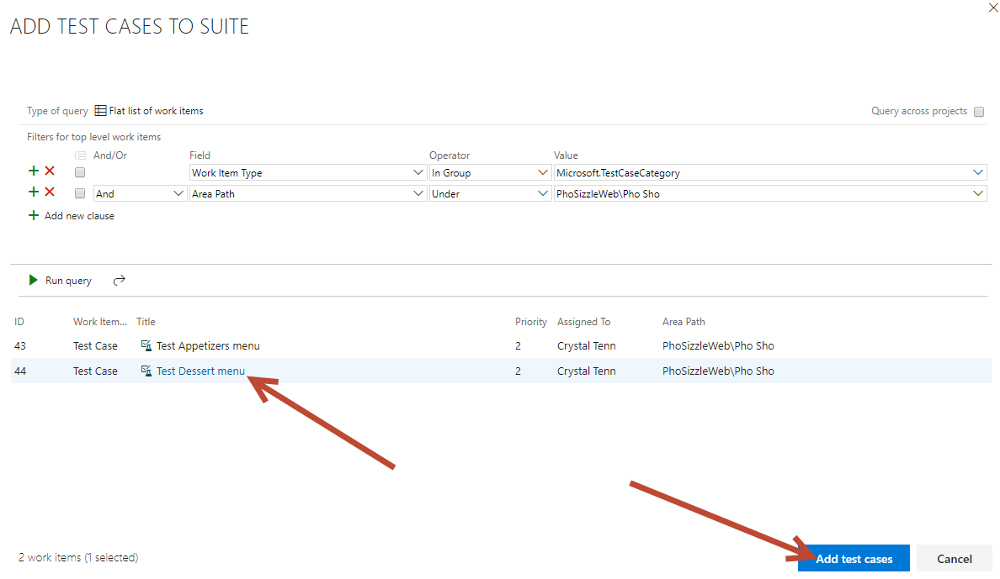 ADD TEST CASES TO SUITE
Type of query Flat list of work items Query across projects
Filters for top level work items
And/Or Field Operator Value
Work Item Type In Group Microsoft.TestCaseCategory
And Area Path Under PhoSizzleWeb\Pho Sho
Add new clause
Run query
ID Work Item... Title Priority Assigned To Area Path
43 Test Case Test Appetizers menu 2 Crystal Tenn PhoSizzleWeb\Pho Sho
44 Test Case Test Dessert menu 2 Crystal Tenn PhoSizzleWeb\Pho Sho
2 work items (1 selected) Add test cases Cancel